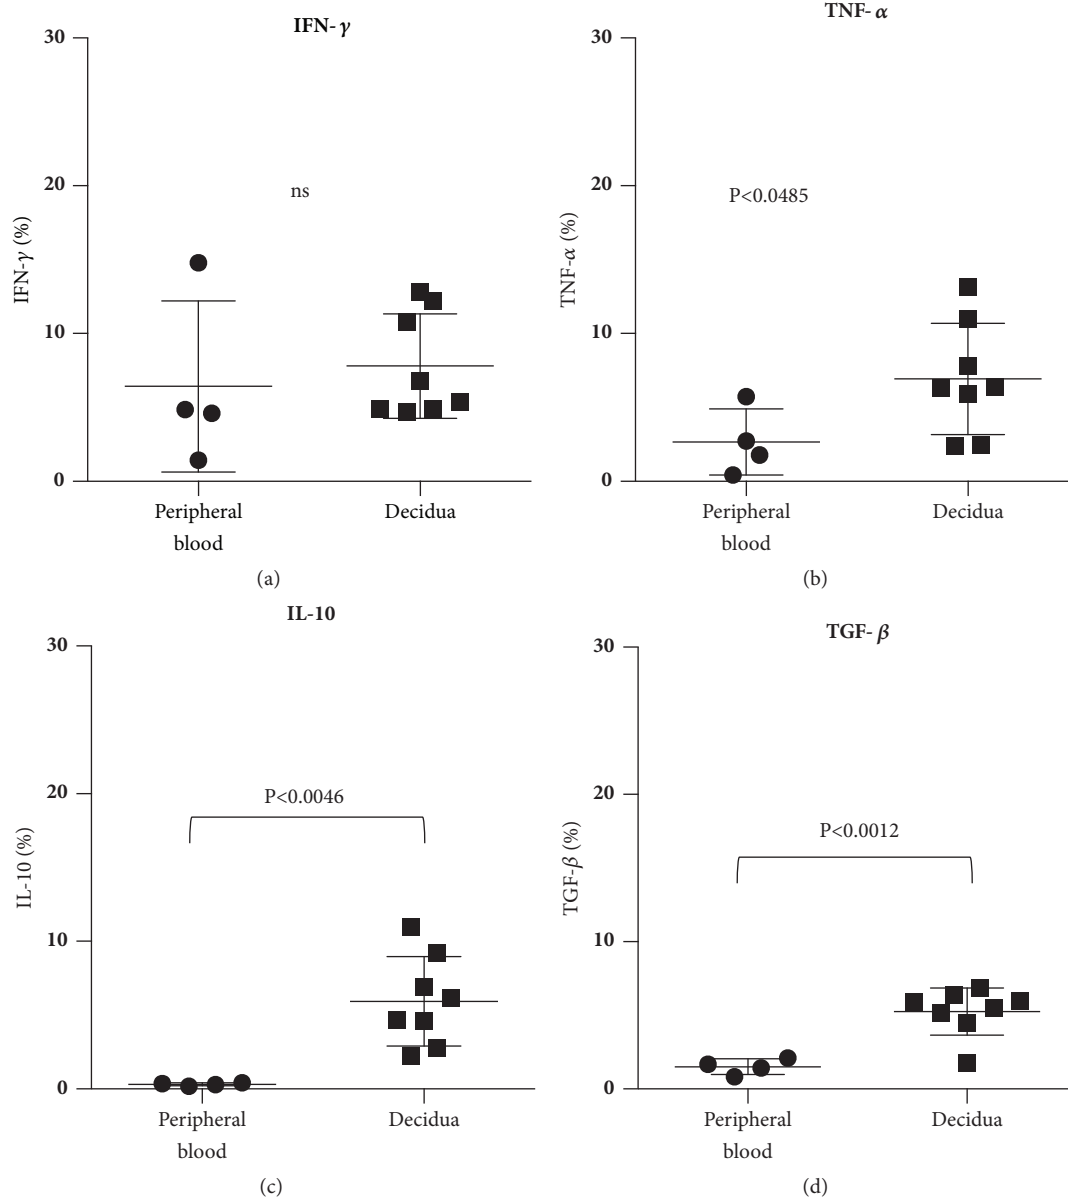 IFN-γ
30
20
10
0
IFN-γ (%)
ns
Peripheral
blood
Decidua
(a)
TNF-α
30
20
10
0
TNF-α (%)
P<0.0485
Peripheral
blood
Decidua
(b)
IL-10
30
20
10
0
IL-10 (%)
P<0.0046
Peripheral
blood
Decidua
(c)
TGF-β
30
20
10
0
TGF-β (%)
P<0.0012
Peripheral
blood
Decidua
(d)